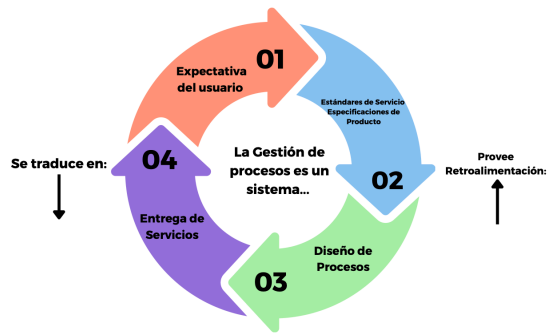 01
Expectativa
del usuario
Estándares de Servicio
Especificaciones de
Producto
02
Diseño de
Procesos
03
04
Entrega de
Servicios
La Gestión de
procesos es un
sistema...
Se traduce en:
Provee
Retroalimentación: